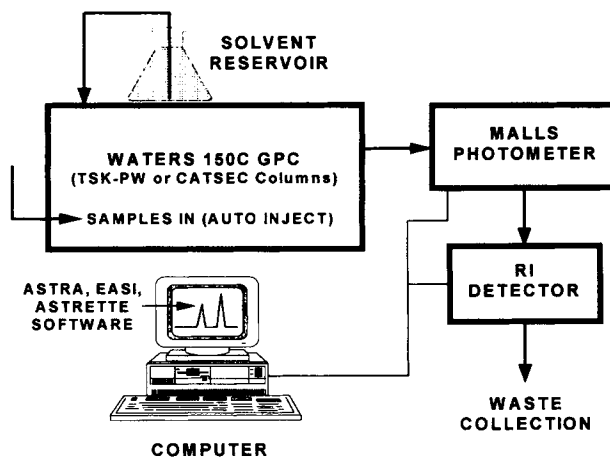 SOLVENT
RESERVOIR
WATERS 150C GPC
(TSK-PW or CATSEC Columns)
SAMPLES IN (AUTO INJECT)
MALLS
PHOTOMETER
RI
DETECTOR
WASTE
COLLECTION
ASTRA, EASI,
ASTRETTE
SOFTWARE
COMPUTER